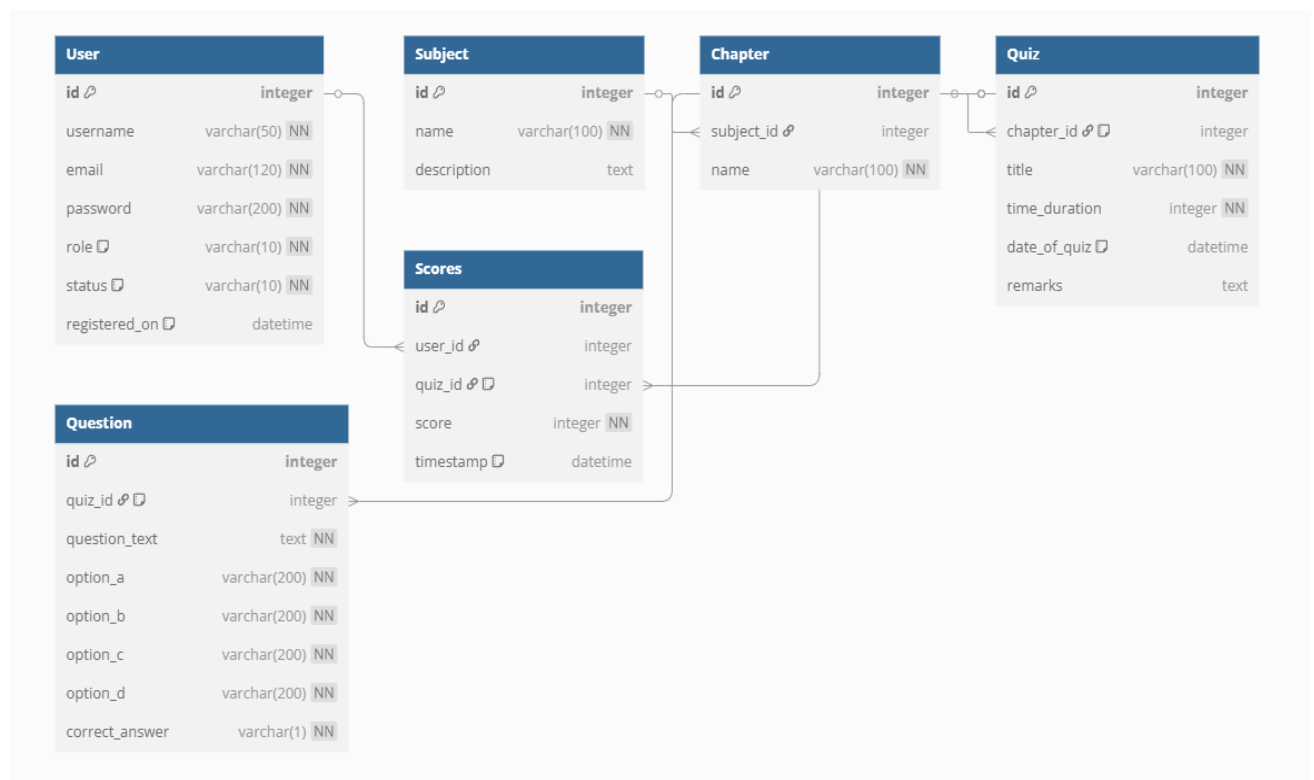 User
id integer
username varchar(50) NN
email varchar(120) NN
password varchar(200) NN
role varchar(10) NN
status varchar(10) NN
registered_on datetime
Subject
id integer
name varchar(100) NN
description text
Chapter
id integer
subject_id integer
name varchar(100) NN
Quiz
id integer
chapter_id integer
title varchar(100) NN
time_duration integer NN
date_of_quiz datetime
remarks text
Scores
id integer
user_id integer
quiz_id integer
score integer NN
timestamp datetime
Question
id integer
quiz_id integer
question_text text NN
option_a varchar(200) NN
option_b varchar(200) NN
option_c varchar(200) NN
option_d varchar(200) NN
correct_answer varchar(1) NN